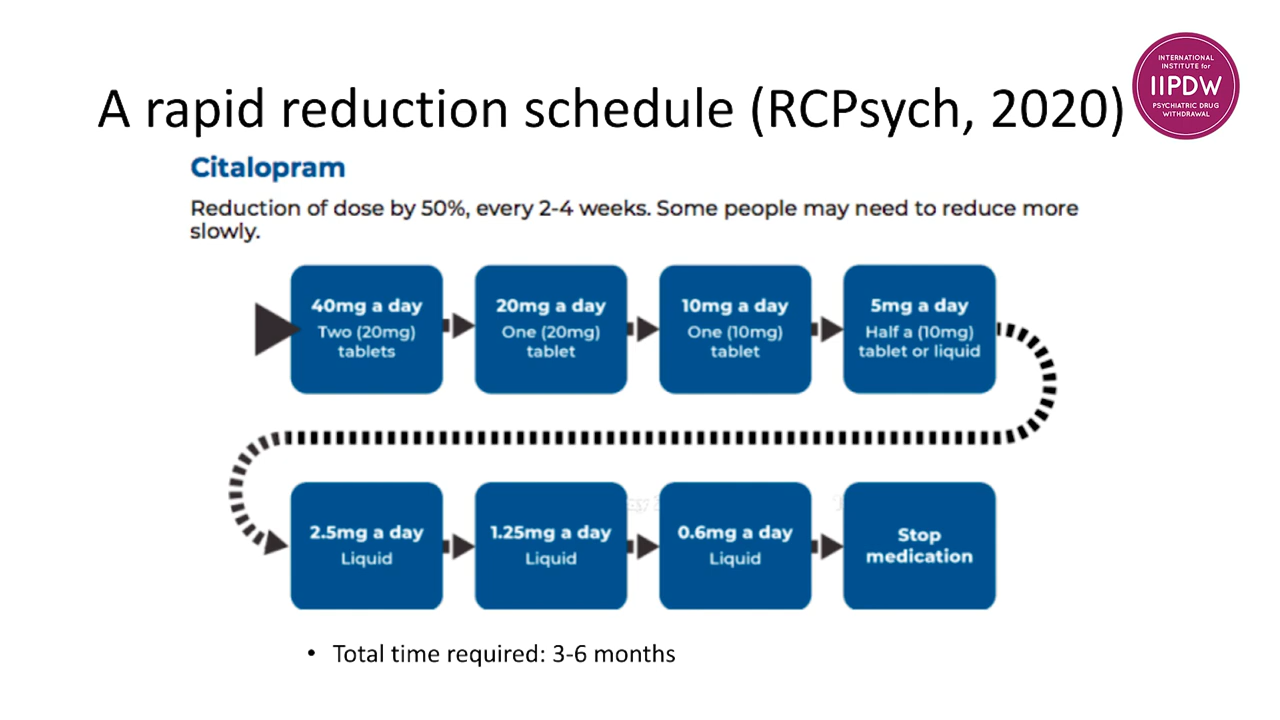 A rapid reduction schedule (RCPsych, 2020)
INTERNATIONAL
INSTITUTE for
IIPDW
PSYCHIATRIC DRUG
WITHDRAWAL
Citalopram
Reduction of dose by 50%, every 2-4 weeks. Some people may need to reduce more
slowly.
40mg a day
Two (20mg)
tablets
20mg a day
One (20mg)
tablet
10mg a day
One (10mg)
tablet
5mg a day
Half a (10mg)
tablet or liquid
2.5mg a day
Liquid
1.25mg a day
Liquid
0.6mg a day
Liquid
Stop
medication
• Total time required: 3-6 months